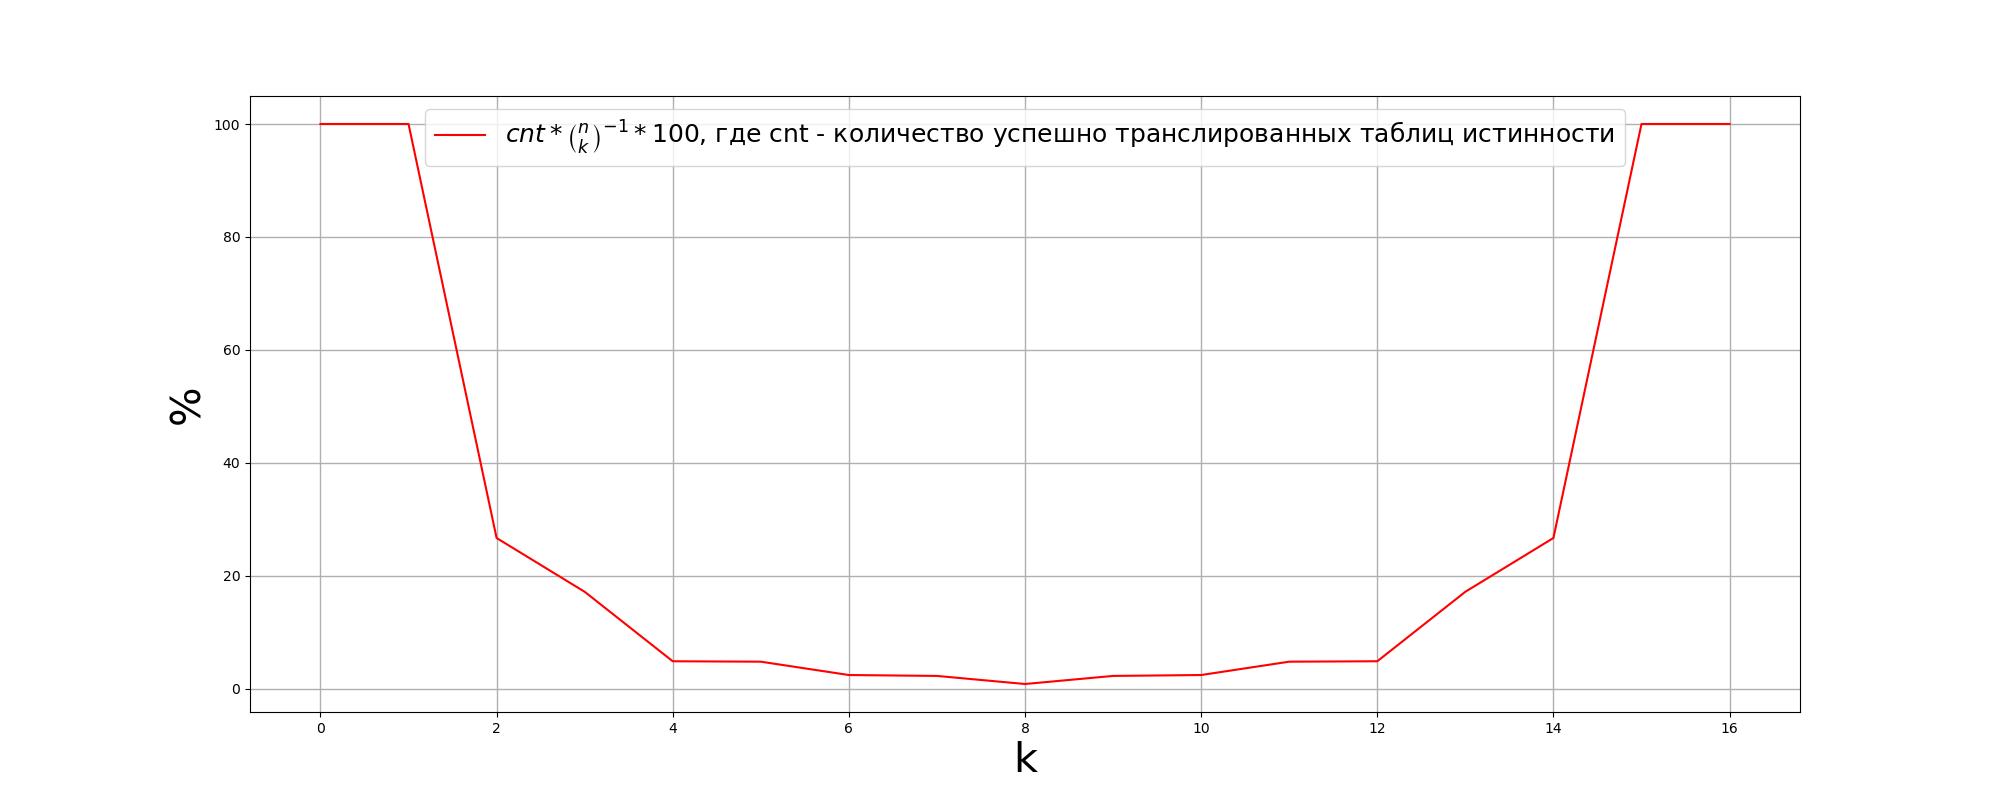 cnt * (n k)^{-1} * 100, где cnt - количество успешно транслированных таблиц истинности
100
80
60
40
20
0
%
0 2 4 6 8 10 12 14 16
k